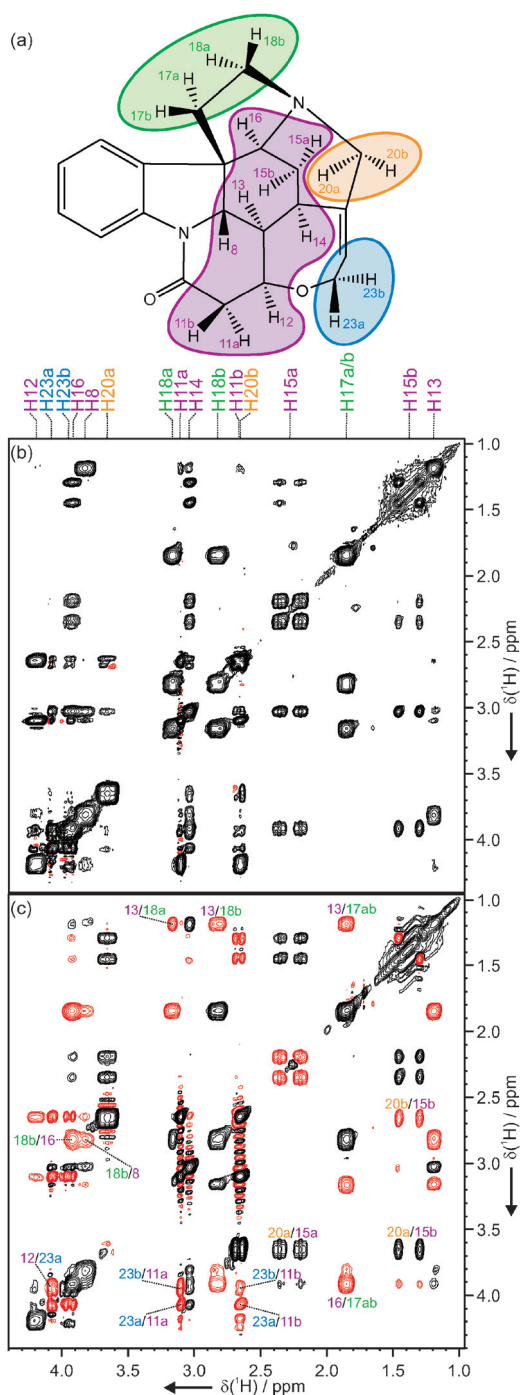 (a)
H
18b
18a
H
17a
H
17b
H
N
H
16
15a
H
15b
H
H
H
20b
20a
13
H
N
H
8
H
14
O
O
H
23b
H
23a
H
12
H
11b
H
11a
H12
H23a
H23b
H16
H8
H20a
H18a
H11a
H14
H18b
H11b
H20b
H15a
H17a/b
H15b
H13
(b)
1.0
1.5
2.0
2.5
3.0
3.5
4.0
δ(¹H) / ppm
(c)
13/18a
13/18b
13/17ab
20b/15b
18b/16
18b/8
20a/15a
20a/15b
12/23a
23b/11a
23b/11b
23a/11a
23a/11b
16/17ab
1.0
1.5
2.0
2.5
3.0
3.5
4.0
δ(¹H) / ppm
4.0 3.4 3.0 2.5 2.0 1.5 1.0
δ(¹H) / ppm